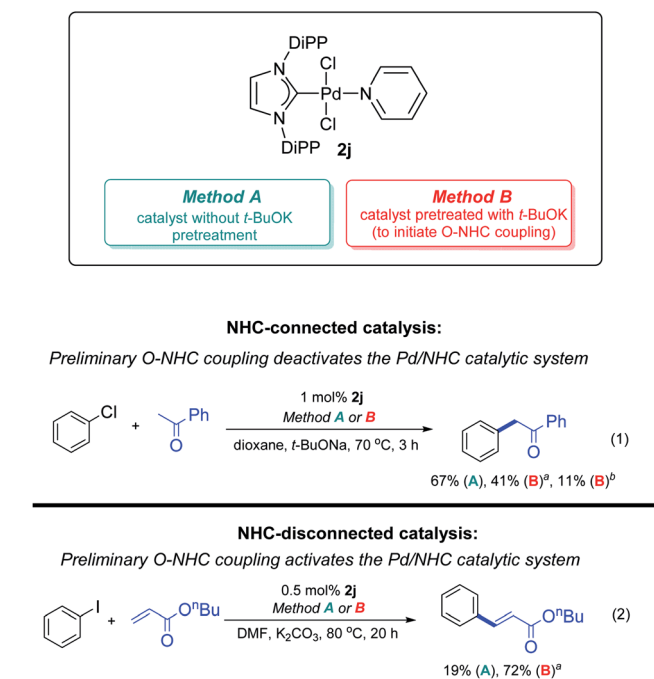 DiPP
N
Cl
Pd
N
Cl
N
DiPP
2j
Method A
catalyst without t-BuOK
pretreatment
Method B
catalyst pretreated with t-BuOK
(to initiate O-NHC coupling)
NHC-connected catalysis:
Preliminary O-NHC coupling deactivates the Pd/NHC catalytic system
Cl
+
Ph
O
1 mol% 2j
Method A or B
dioxane, t-BuONa, 70 ºC, 3 h
Ph
O
(1)
67% (A), 41% (B)ᵃ, 11% (B)ᵇ
NHC-disconnected catalysis:
Preliminary O-NHC coupling activates the Pd/NHC catalytic system
I
+
OⁿBu
O
0.5 mol% 2j
Method A or B
DMF, K₂CO₃, 80 ºC, 20 h
OⁿBu
O
(2)
19% (A), 72% (B)ᵃ